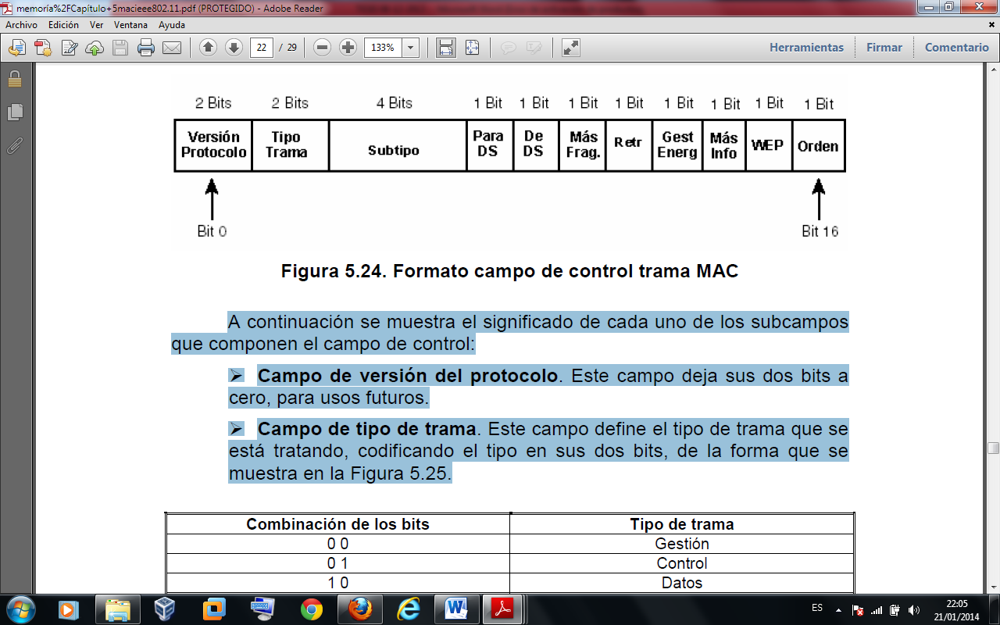 memoría%2FCapítulo+5macieee802.11.pdf (PROTEGIDO) - Adobe Reader
Archivo Edición Ver Ventana Ayuda
22 / 29 133% Herramientas Firmar Comentario
2 Bits 2 Bits 4 Bits 1 Bit 1 Bit 1 Bit 1 Bit 1 Bit 1 Bit 1 Bit 1 Bit
Versión Protocolo Tipo Trama Subtipo Para DS De DS Más Frag. Retr Gest Energ Más Info WEP Orden
Bit 0 Bit 16
Figura 5.24. Formato campo de control trama MAC
A continuación se muestra el significado de cada uno de los subcampos
que componen el campo de control:
➢ Campo de versión del protocolo. Este campo deja sus dos bits a
cero, para usos futuros.
➢ Campo de tipo de trama. Este campo define el tipo de trama que se
está tratando, codificando el tipo en sus dos bits, de la forma que se
muestra en la Figura 5.25.
Combinación de los bits Tipo de trama
0 0 Gestión
0 1 Control
1 0 Datos
ES 22:05
21/01/2014